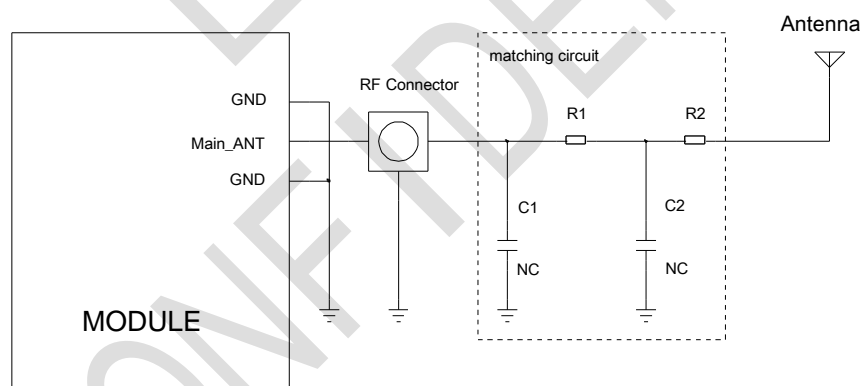 Antenna
matching circuit
RF Connector
GND
R1
R2
Main_ANT
GND
C1
C2
NC
NC
MODULE